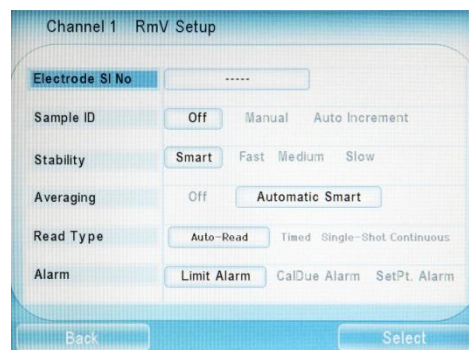 Channel 1 RmV Setup
Electrode Sl No -----
Sample ID Off Manual Auto Increment
Stability Smart Fast Medium Slow
Averaging Off Automatic Smart
Read Type Auto-Read Timed Single-Shot Continuous
Alarm Limit Alarm CalDue Alarm SetPt. Alarm
Back Select